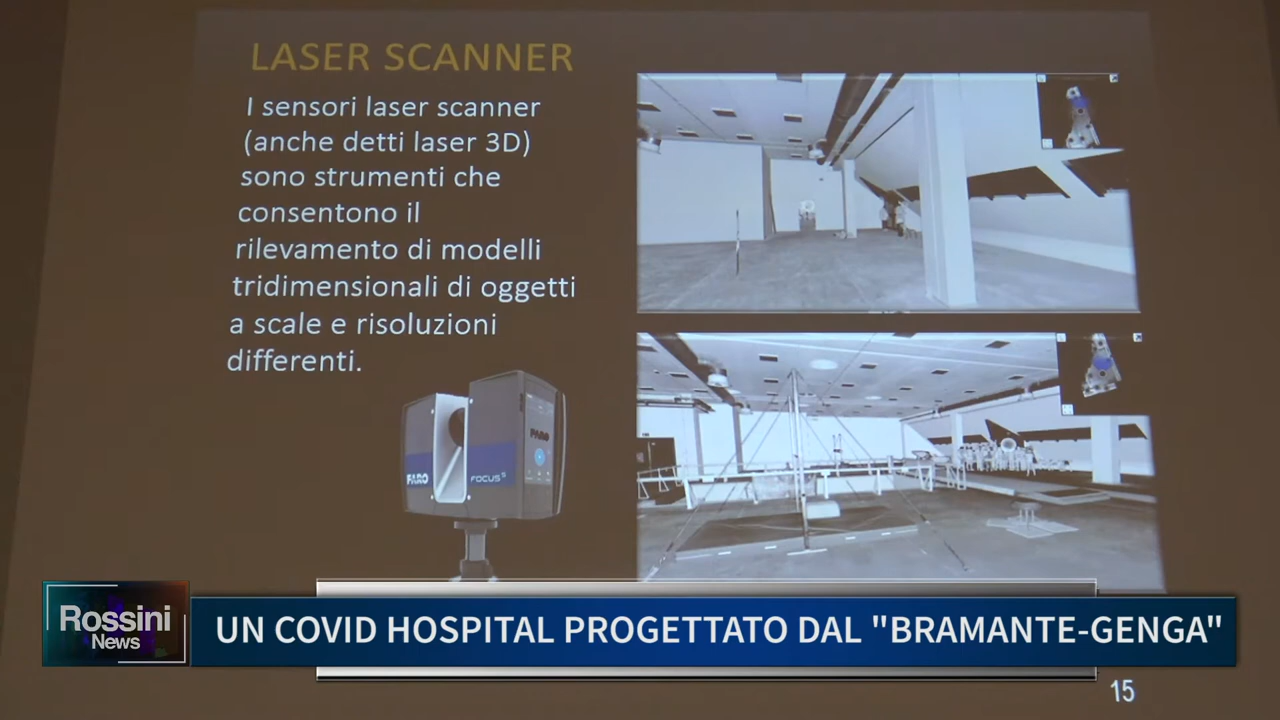 LASER SCANNER
I sensori laser scanner
(anche detti laser 3D)
sono strumenti che
consentono il
rilevamento di modelli
tridimensionali di oggetti
a scale e risoluzioni
differenti.
FARO
FARO
FOCUS S
Rossini
News
UN COVID HOSPITAL PROGETTATO DAL "BRAMANTE-GENGA"
15